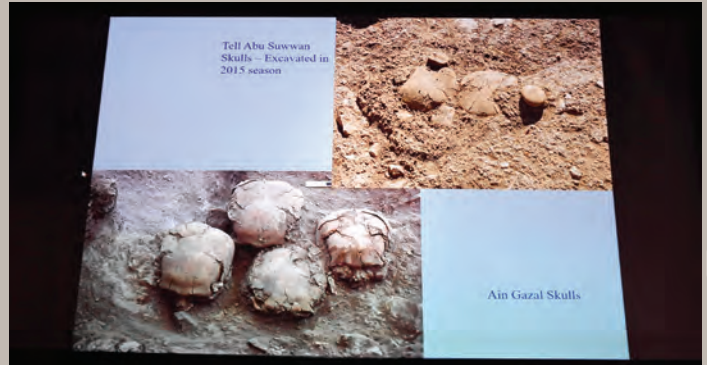 Tell Abu Suwwan
Skulls – Excavated in
2015 season
Ain Gazal Skulls